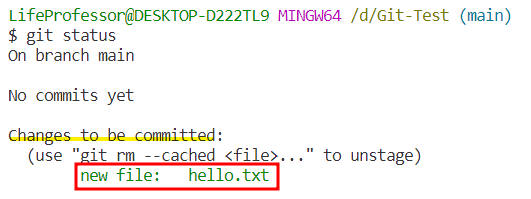 LifeProfessor@DESKTOP-D222TL9 MINGW64 /d/Git-Test (main)
$ git status
On branch main
No commits yet
Changes to be committed:
(use "git rm --cached <file>..." to unstage)
new file:   hello.txt